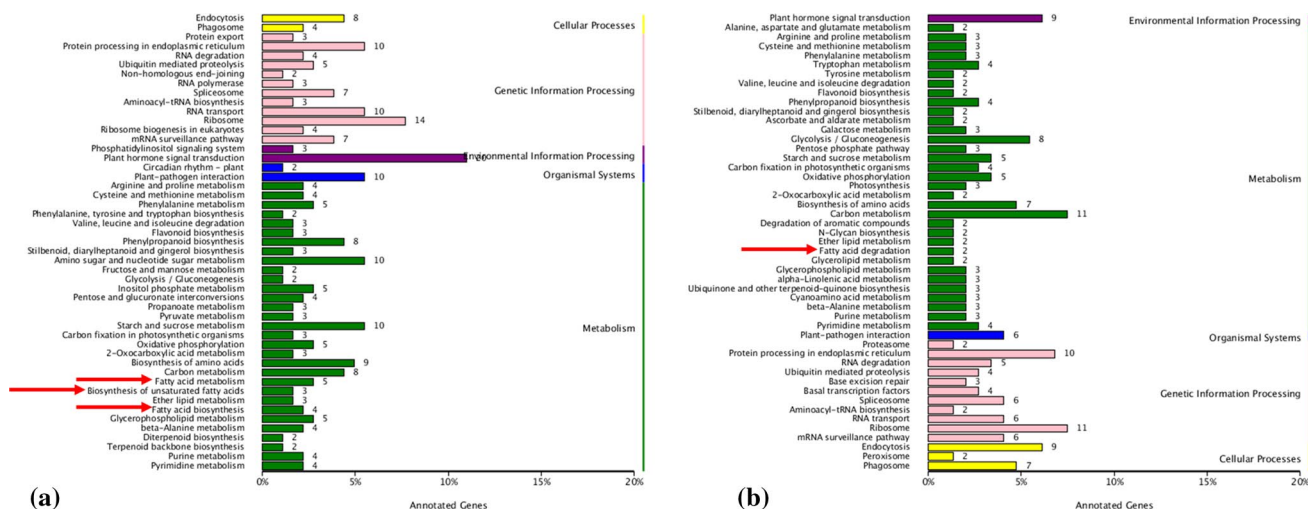 Endocytosis 8
Phagosome 4
Cellular Processes
Protein export 3
Protein processing in endoplasmic reticulum 10
RNA degradation 4
Ubiquitin mediated proteolysis 5
Non-homologous end-joining 2
RNA polymerase 3
Spliceosome 7
Genetic Information Processing
Aminoacyl-tRNA biosynthesis 3
RNA transport 10
Ribosome 14
Ribosome biogenesis in eukaryotes 4
mRNA surveillance pathway 7
Phosphatidylinositol signaling system 3
Plant hormone signal transduction
Environmental Information Processing
Circadian rhythm - plant 2
Plant-pathogen interaction 10
Organismal Systems
Arginine and proline metabolism 4
Cysteine and methionine metabolism 4
Phenylalanine metabolism 5
Phenylalanine, tyrosine and tryptophan biosynthesis 2
Valine, leucine and isoleucine degradation 3
Flavonoid biosynthesis 3
Phenylpropanoid biosynthesis 8
Stilbenoid, diarylheptanoid and gingerol biosynthesis 3
Amino sugar and nucleotide sugar metabolism 10
Fructose and mannose metabolism 2
Glycolysis / Gluconeogenesis 2
Inositol phosphate metabolism 5
Pentose and glucuronate interconversions 4
Propanoate metabolism 3
Pyruvate metabolism 3
Starch and sucrose metabolism 10
Metabolism
Carbon fixation in photosynthetic organisms 3
Oxidative phosphorylation 5
2-Oxocarboxylic acid metabolism 3
Biosynthesis of amino acids 9
Carbon metabolism 8
Fatty acid metabolism 5
Biosynthesis of unsaturated fatty acids 3
Ether lipid metabolism 3
Fatty acid biosynthesis 4
Glycerophospholipid metabolism 5
beta-Alanine metabolism 4
Diterpenoid biosynthesis 2
Terpenoid backbone biosynthesis 2
Purine metabolism 4
Pyrimidine metabolism 4
0% 5% 10% 15% 20%
Annotated Genes
(a)
Plant hormone signal transduction 9
Environmental Information Processing
Alanine, aspartate and glutamate metabolism 2
Arginine and proline metabolism 3
Cysteine and methionine metabolism 3
Phenylalanine metabolism 3
Tryptophan metabolism 4
Tyrosine metabolism 2
Valine, leucine and isoleucine degradation 2
Flavonoid biosynthesis 2
Phenylpropanoid biosynthesis 4
Stilbenoid, diarylheptanoid and gingerol biosynthesis 2
Ascorbate and aldarate metabolism 2
Galactose metabolism 3
Glycolysis / Gluconeogenesis 8
Pentose phosphate pathway 3
Starch and sucrose metabolism 5
Carbon fixation in photosynthetic organisms 4
Oxidative phosphorylation 5
Metabolism
Photosynthesis 3
2-Oxocarboxylic acid metabolism 2
Biosynthesis of amino acids 7
Carbon metabolism 11
Degradation of aromatic compounds 2
N-Glycan biosynthesis 2
Ether lipid metabolism 2
Fatty acid degradation 2
Glycerolipid metabolism 2
Glycerophospholipid metabolism 3
alpha-Linolenic acid metabolism 3
Ubiquinone and other terpenoid-quinone biosynthesis 3
Cyanoamino acid metabolism 3
beta-Alanine metabolism 3
Purine metabolism 3
Pyrimidine metabolism 4
Plant-pathogen interaction 6
Organismal Systems
Proteasome 2
Protein processing in endoplasmic reticulum 10
RNA degradation 5
Ubiquitin mediated proteolysis 4
Base excision repair 3
Basal transcription factors 4
Genetic Information Processing
Spliceosome 6
Aminoacyl-tRNA biosynthesis 2
RNA transport 6
Ribosome 11
mRNA surveillance pathway 6
Endocytosis 9
Peroxisome 2
Cellular Processes
Phagosome 7
0% 5% 10% 15% 20%
Annotated Genes
(b)